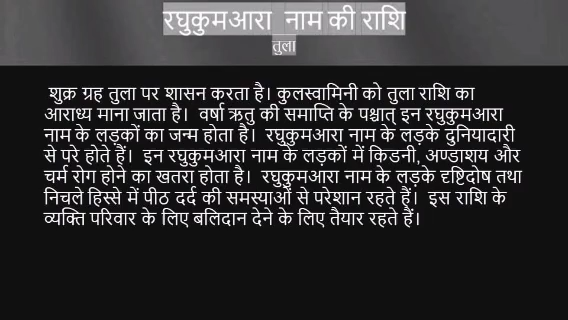 रघुकुमआरा नाम की राशि
तुला
शुक्र ग्रह तुला पर शासन करता है। कुलस्वामिनी को तुला राशि का
आराध्य माना जाता है। वर्षा ऋतु की समाप्ति के पश्चात् इन रघुकुमआरा
नाम के लड़कों का जन्म होता है। रघुकुमआरा नाम के लड़के दुनियादारी
से परे होते हैं। इन रघुकुमआरा नाम के लड़कों में किडनी, अण्डाशय और
चर्म रोग होने का खतरा होता है। रघुकुमआरा नाम के लड़के दृष्टिदोष तथा
निचले हिस्से में पीठ दर्द की समस्याओं से परेशान रहते हैं। इस राशि के
व्यक्ति परिवार के लिए बलिदान देने के लिए तैयार रहते हैं।